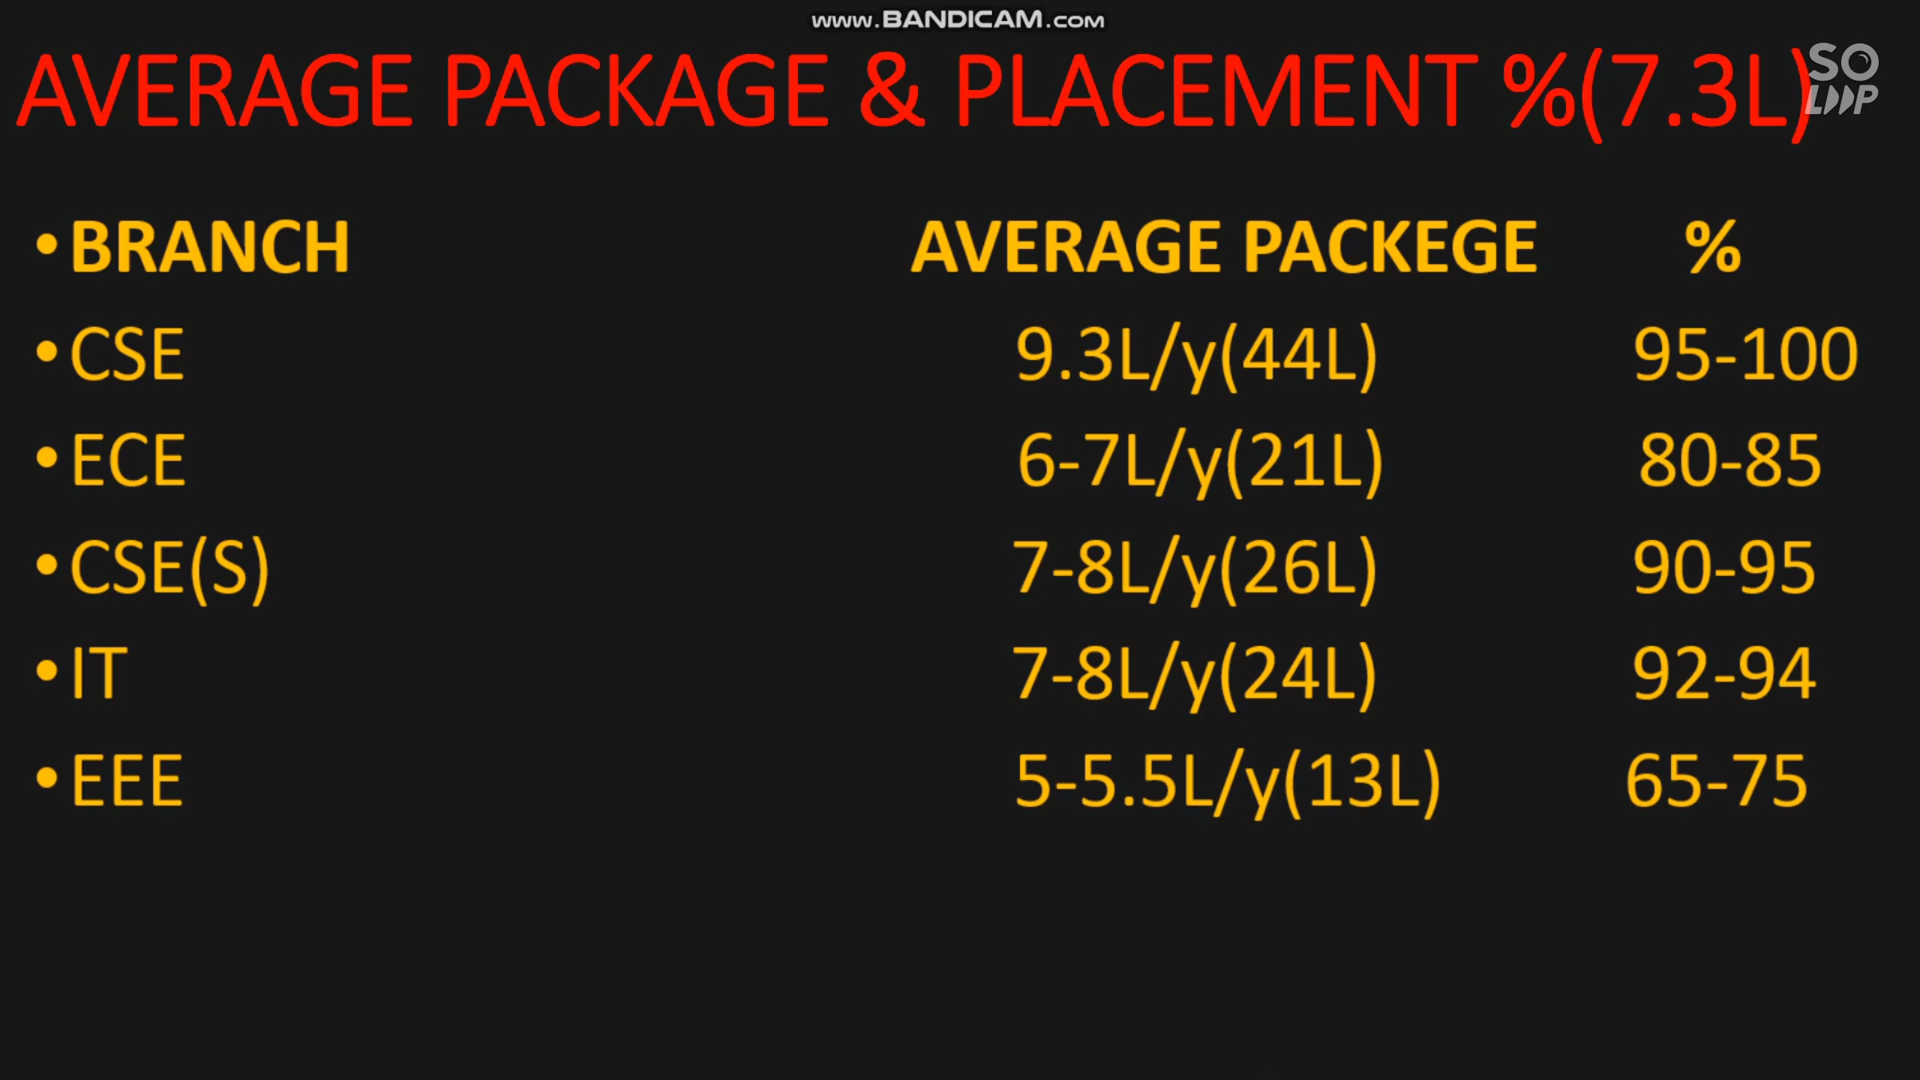 www.BANDICAM.com
AVERAGE PACKAGE & PLACEMENT %(7.3L)
SO
LOOP
•BRANCH AVERAGE PACKEGE %
•CSE 9.3L/y(44L) 95-100
•ECE 6-7L/y(21L) 80-85
•CSE(S) 7-8L/y(26L) 90-95
•IT 7-8L/y(24L) 92-94
•EEE 5-5.5L/y(13L) 65-75